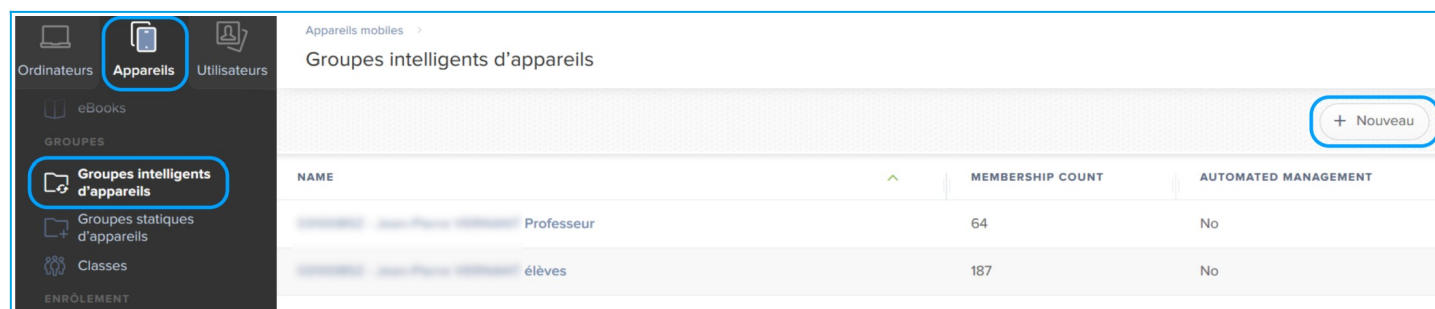 Ordinateurs
Appareils
Utilisateurs
eBooks
GROUPES
Groupes intelligents
d'appareils
Groupes statiques
d'appareils
Classes
ENRÔLEMENT
Appareils mobiles >
Groupes intelligents d'appareils
+ Nouveau
NAME MEMBERSHIP COUNT AUTOMATED MANAGEMENT
Professeur 64 No
élèves 187 No